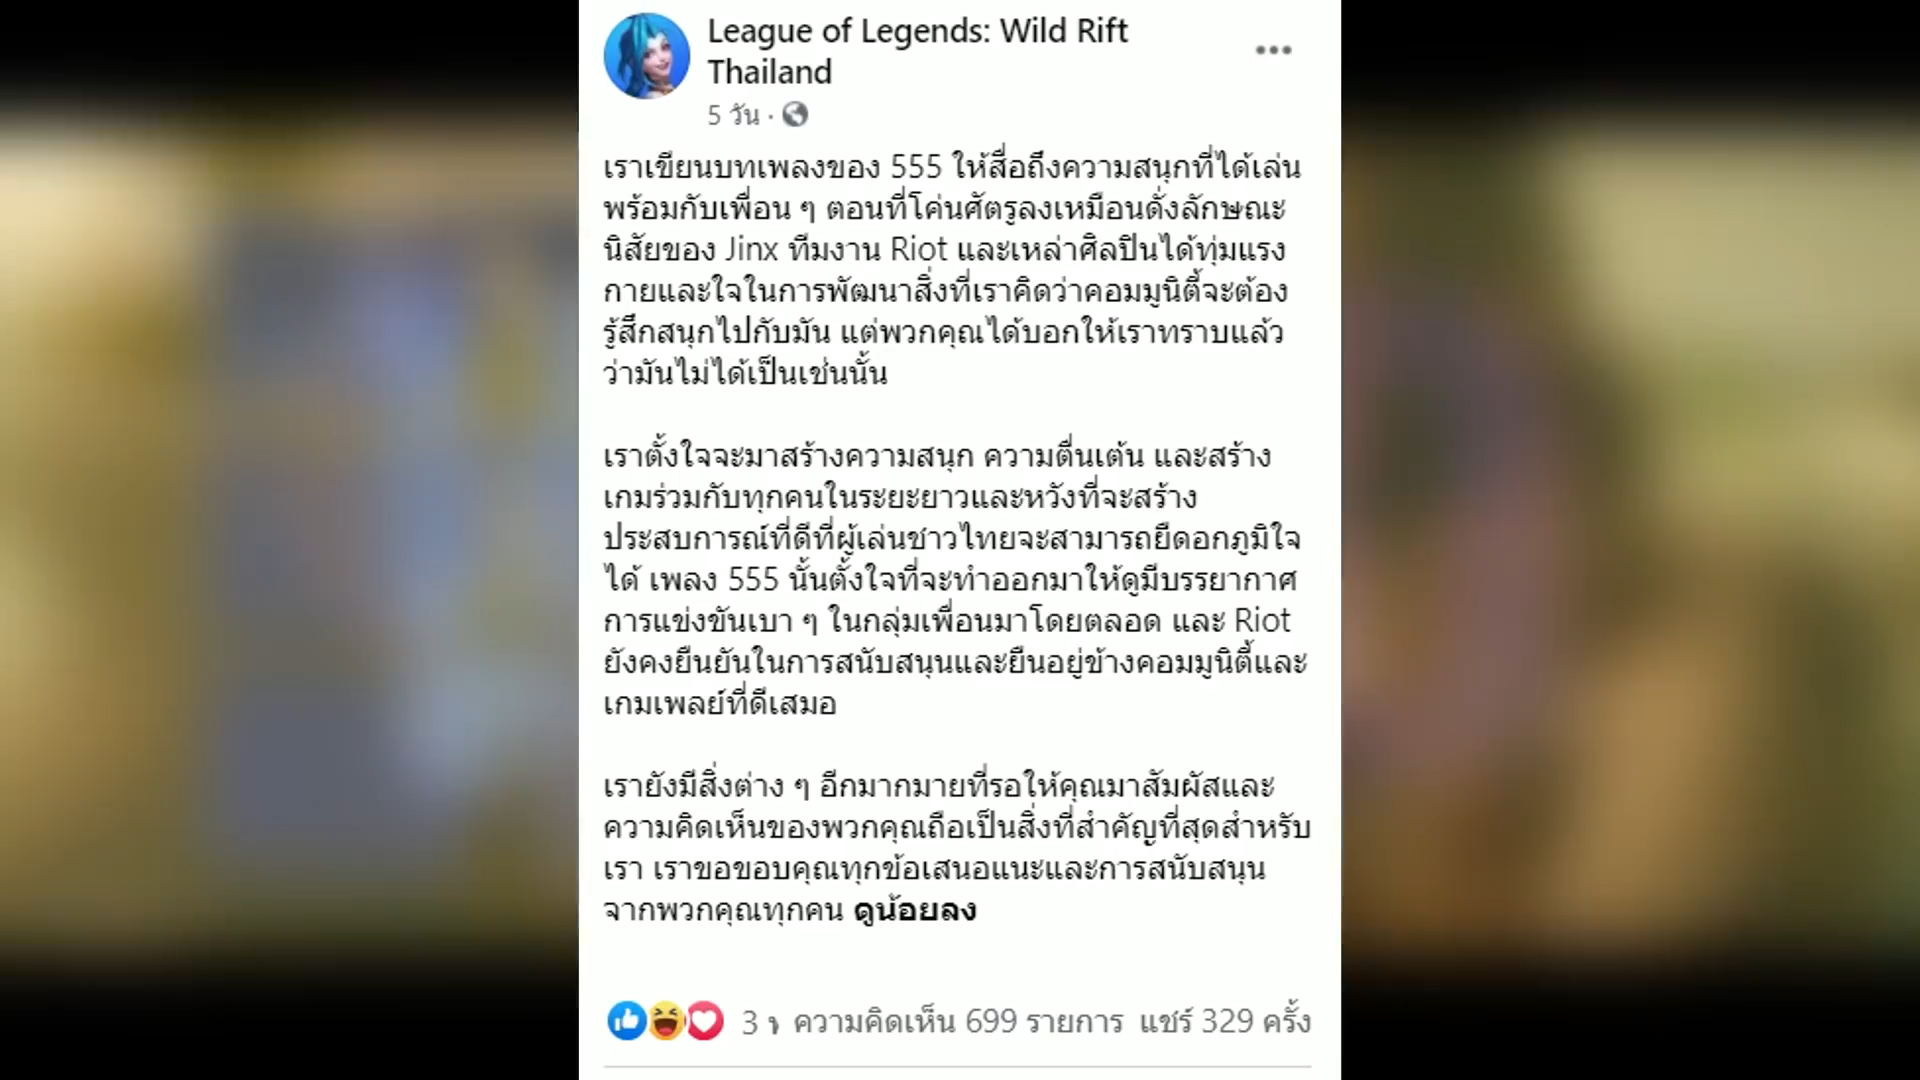 League of Legends: Wild Rift
Thailand
5 วัน ·
เราเขียนบทเพลงของ 555 ให้สื่อถึงความสนุกที่ได้เล่น
พร้อมกับเพื่อน ๆ ตอนที่โค่นศัตรูลงเหมือนดั่งลักษณะ
นิสัยของ Jinx ทีมงาน Riot และเหล่าศิลปินได้ทุ่มแรง
กายและใจในการพัฒนาสิ่งที่เราคิดว่าคอมมูนิตี้จะต้อง
รู้สึกสนุกไปกับมัน แต่พวกคุณได้บอกให้เราทราบแล้ว
ว่ามันไม่ได้เป็นเช่นนั้น
เราตั้งใจจะมาสร้างความสนุก ความตื่นเต้น และสร้าง
เกมร่วมกับทุกคนในระยะยาวและหวังที่จะสร้าง
ประสบการณ์ที่ดีที่ผู้เล่นชาวไทยจะสามารถยืดอกภูมิใจ
ได้ เพลง 555 นั้นตั้งใจที่จะทำออกมาให้ดูมีบรรยากาศ
การแข่งขันเบา ๆ ในกลุ่มเพื่อนมาโดยตลอด และ Riot
ยังคงยืนยันในการสนับสนุนและยืนอยู่ข้างคอมมูนิตี้และ
เกมเพลย์ที่ดีเสมอ
เรายังมีสิ่งต่าง ๆ อีกมากมายที่รอให้คุณมาสัมผัสและ
ความคิดเห็นของพวกคุณถือเป็นสิ่งที่สำคัญที่สุดสำหรับ
เรา เราขอขอบคุณทุกข้อเสนอแนะและการสนับสนุน
จากพวกคุณทุกคน ดูน้อยลง
3 ความคิดเห็น 699 รายการ แชร์ 329 ครั้ง